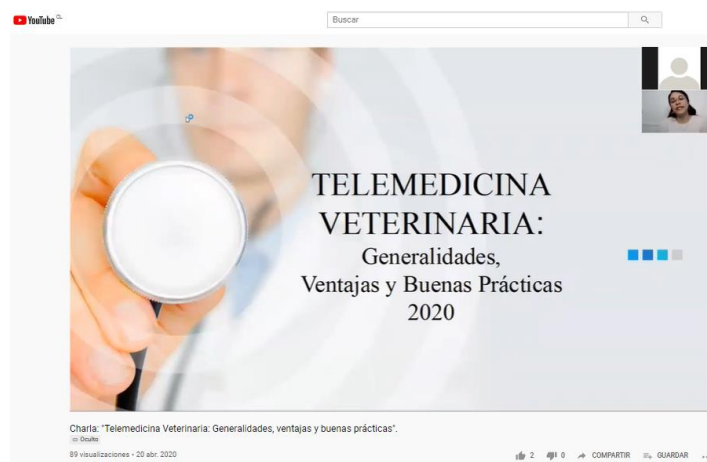 YouTube CL
Buscar
TELEMEDICINA
VETERINARIA:
Generalidades,
Ventajas y Buenas Prácticas
2020
Charla: "Telemedicina Veterinaria: Generalidades, ventajas y buenas prácticas".
Oculto
89 visualizaciones • 20 abr. 2020
2
0
COMPARTIR
GUARDAR